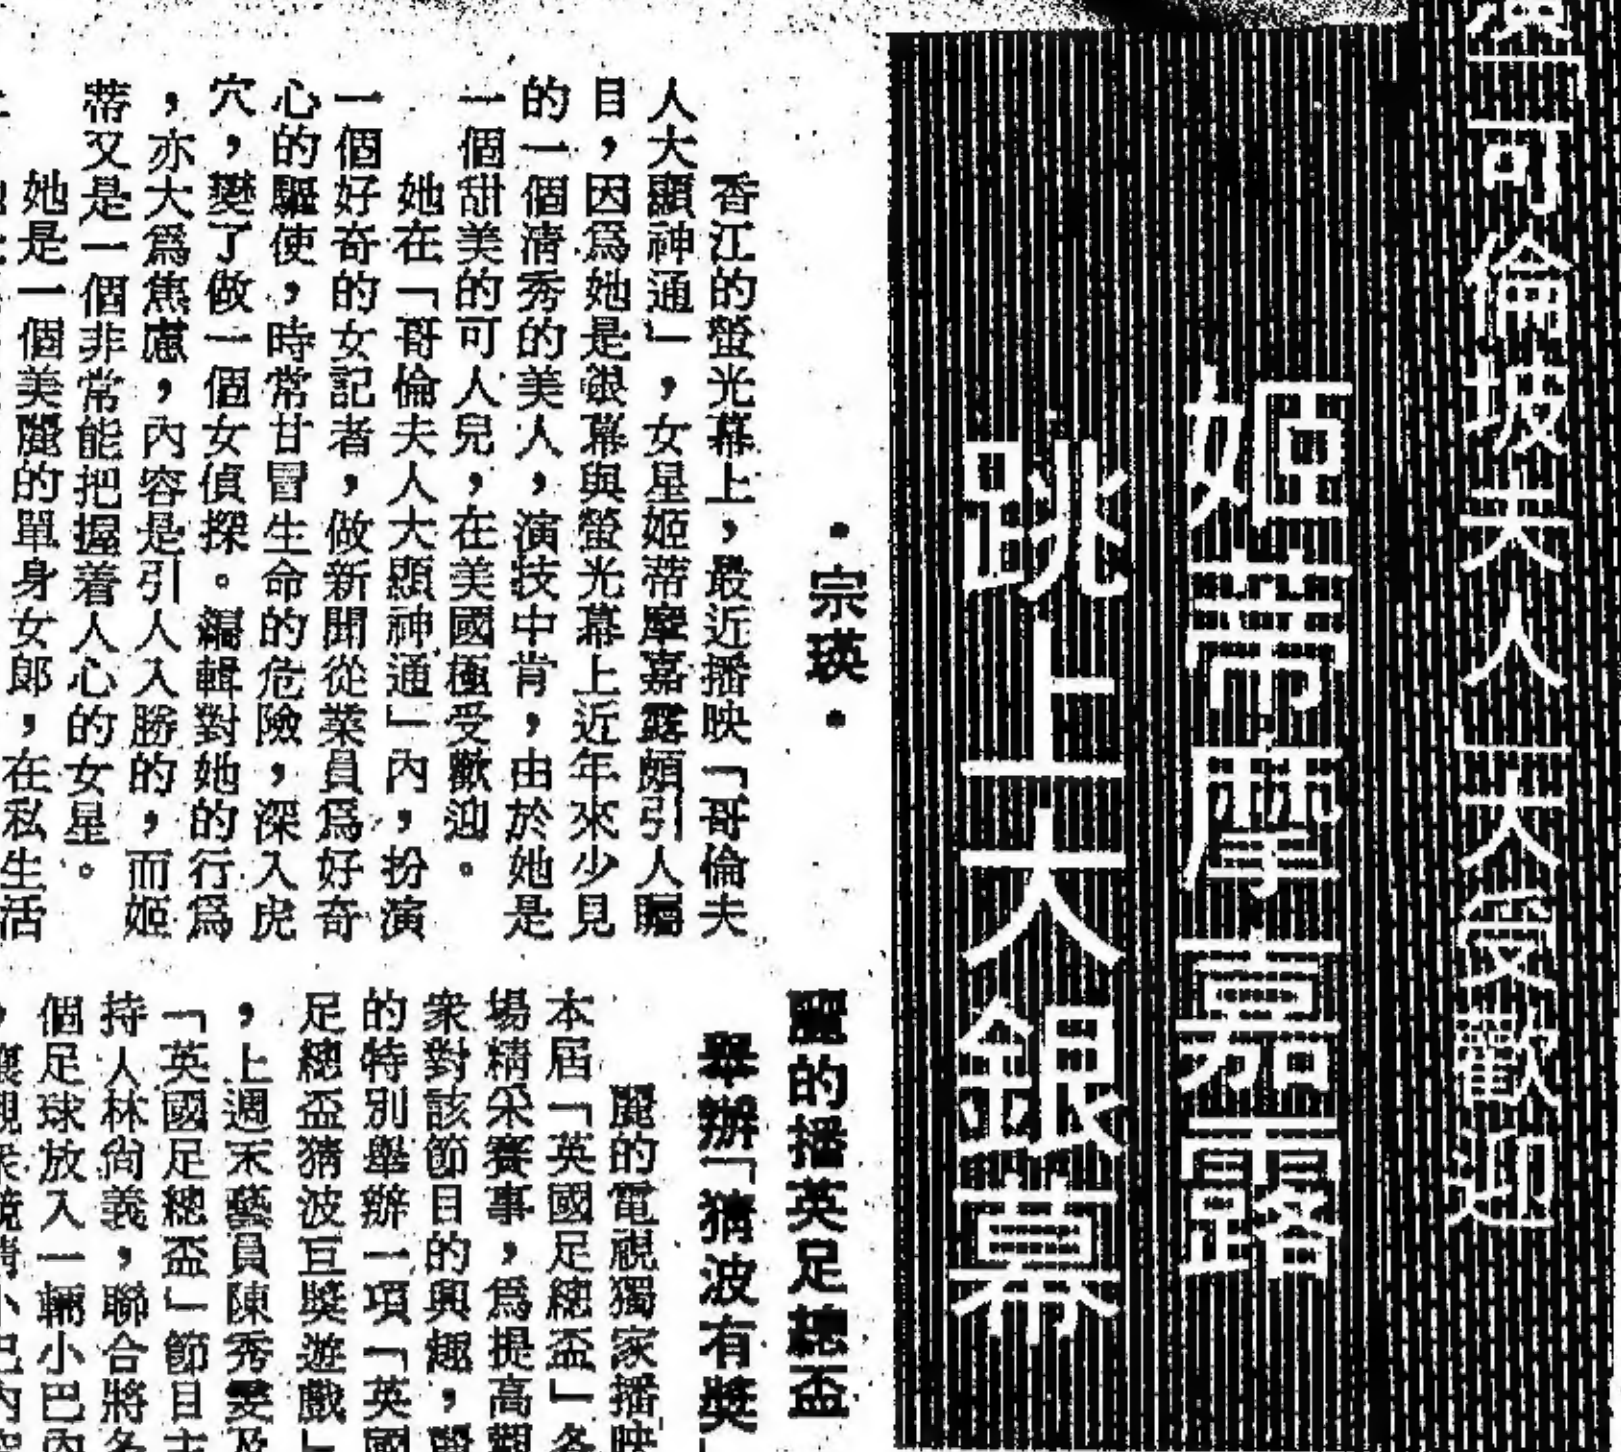 演可倫坡夫人大受歡迎
姬蒂摩嘉露
跳上大銀幕
•宗瑛•
香江的螢光幕上，最近播映「哥倫夫
人大顯神通」，女星姬蒂摩嘉露頗引人矚
目，因為她是銀幕與螢光幕上近年來少見
的一個清秀的美人，演技中肯，由於她是
一個甜美的可人兒，在美國極受歡迎。
她在「哥倫夫人大顯神通」內，扮演
一個好奇的女記者，做新聞從業員為好奇
心的驅使，時常甘冒生命的危險，深入虎
穴，變了做一個女偵探。編輯對她的行為
，亦大為焦慮，內容是引人入勝的，而姬
蒂又是一個非常能把握着人心的女星。
她是一個美麗的單身女郎，在私生活
麗的播英足總盃
舉辦「猜波有獎」
麗的電視獨家播映
本屆「英國足總盃」各
場精采賽事，為提高觀
衆對該節目的興趣，麗
的特別舉辦一項「英國
足總盃猜波互獎遊戲」
，上週末藝員陳秀雯及
「英國足總盃」節目主
持人林尚義，聯合將名
個足球放入一輛小巴內
，讓觀衆競猜小巴內